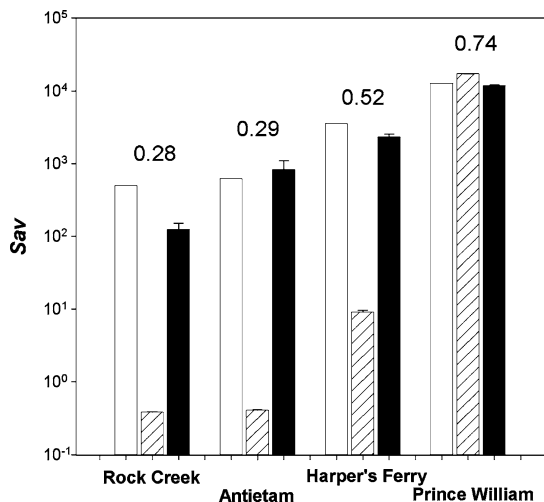 10^5
0.74
10^4
0.52
0.29
10^3
0.28
10^2
Sav
10^1
10^0
10^-1
Rock Creek
Harper's Ferry
Antietam
Prince William